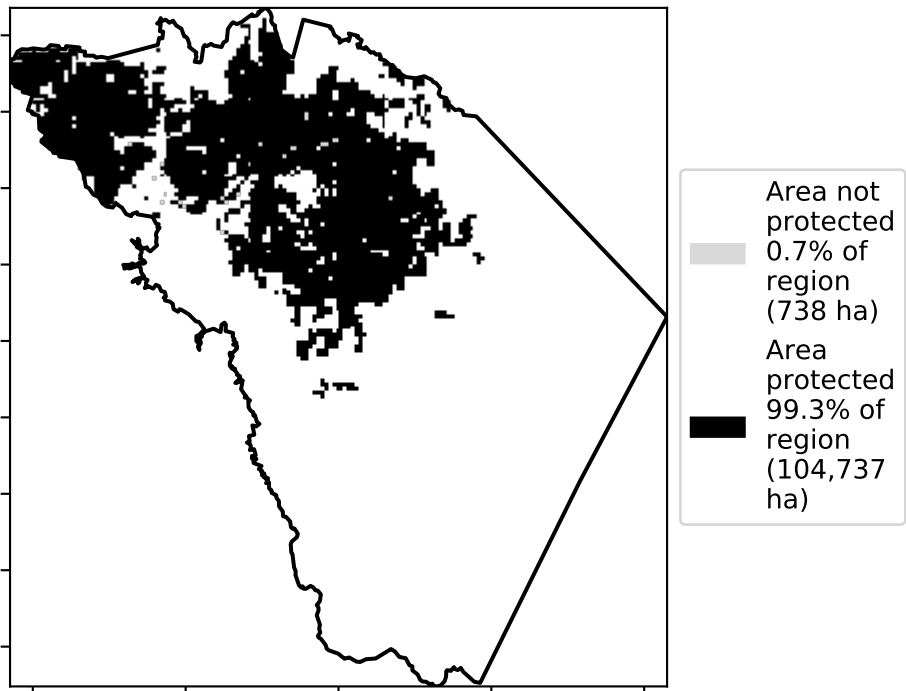 Area not
protected
0.7% of
region
(738 ha)
Area
protected
99.3% of
region
(104,737
ha)